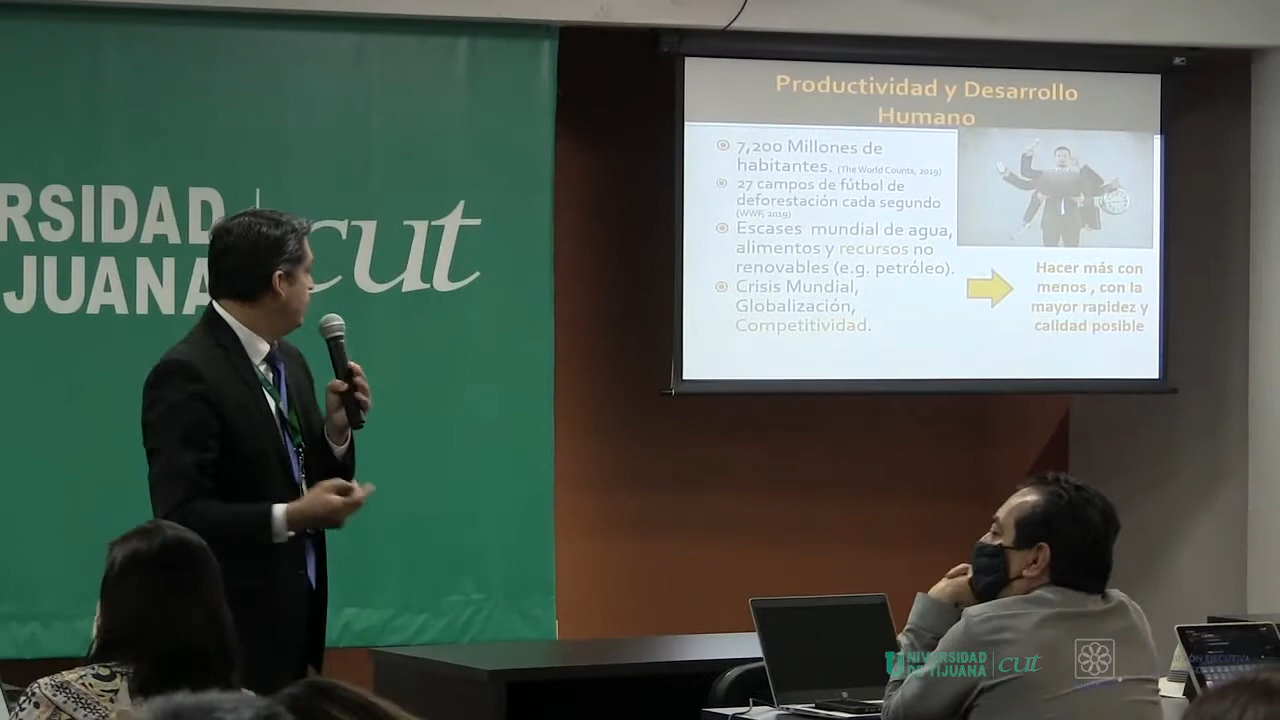 RSIDAD
JUANA
cut
Productividad y Desarrollo
Humano
7,200 Millones de
habitantes. (The World Counts, 2019)
27 campos de fútbol de
deforestación cada segundo
(WWF, 2019)
Escases mundial de agua,
alimentos y recursos no
renovables (e.g. petróleo).
Crisis Mundial,
Globalización,
Competitividad.
Hacer más con
menos , con la
mayor rapidez y
calidad posible
UNIVERSIDAD
DE TIJUANA
cut
EJECUTIVA